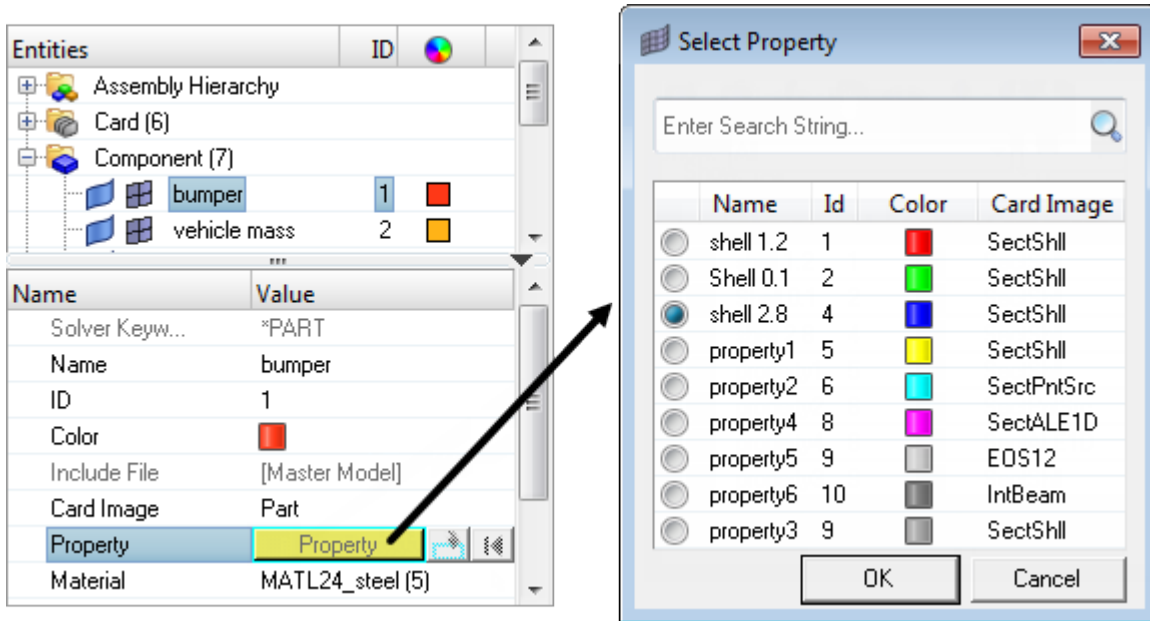 Entities ID
Assembly Hierarchy
Card (6)
Component (7)
bumper 1
vehicle mass 2
Name Value
Solver Keyw... *PART
Name bumper
ID 1
Color
Include File [Master Model]
Card Image Part
Property Property
Material MATL24_steel (5)
Select Property
Enter Search String...
Name Id Color Card Image
shell 1.2 1 SectShll
Shell 0.1 2 SectShll
shell 2.8 4 SectShll
property1 5 SectShll
property2 6 SectPntSrc
property4 8 SectALE1D
property5 9 EOS12
property6 10 IntBeam
property3 9 SectShll
OK Cancel